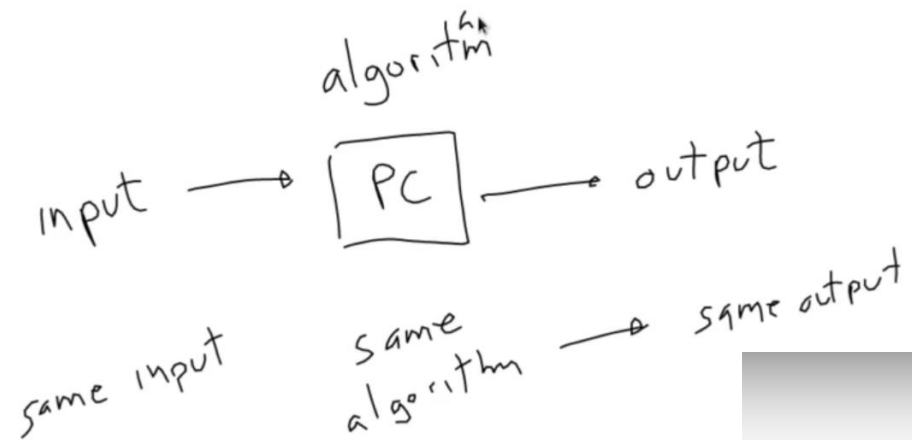 algorithm
input → PC → output
same input same algorithm → same output